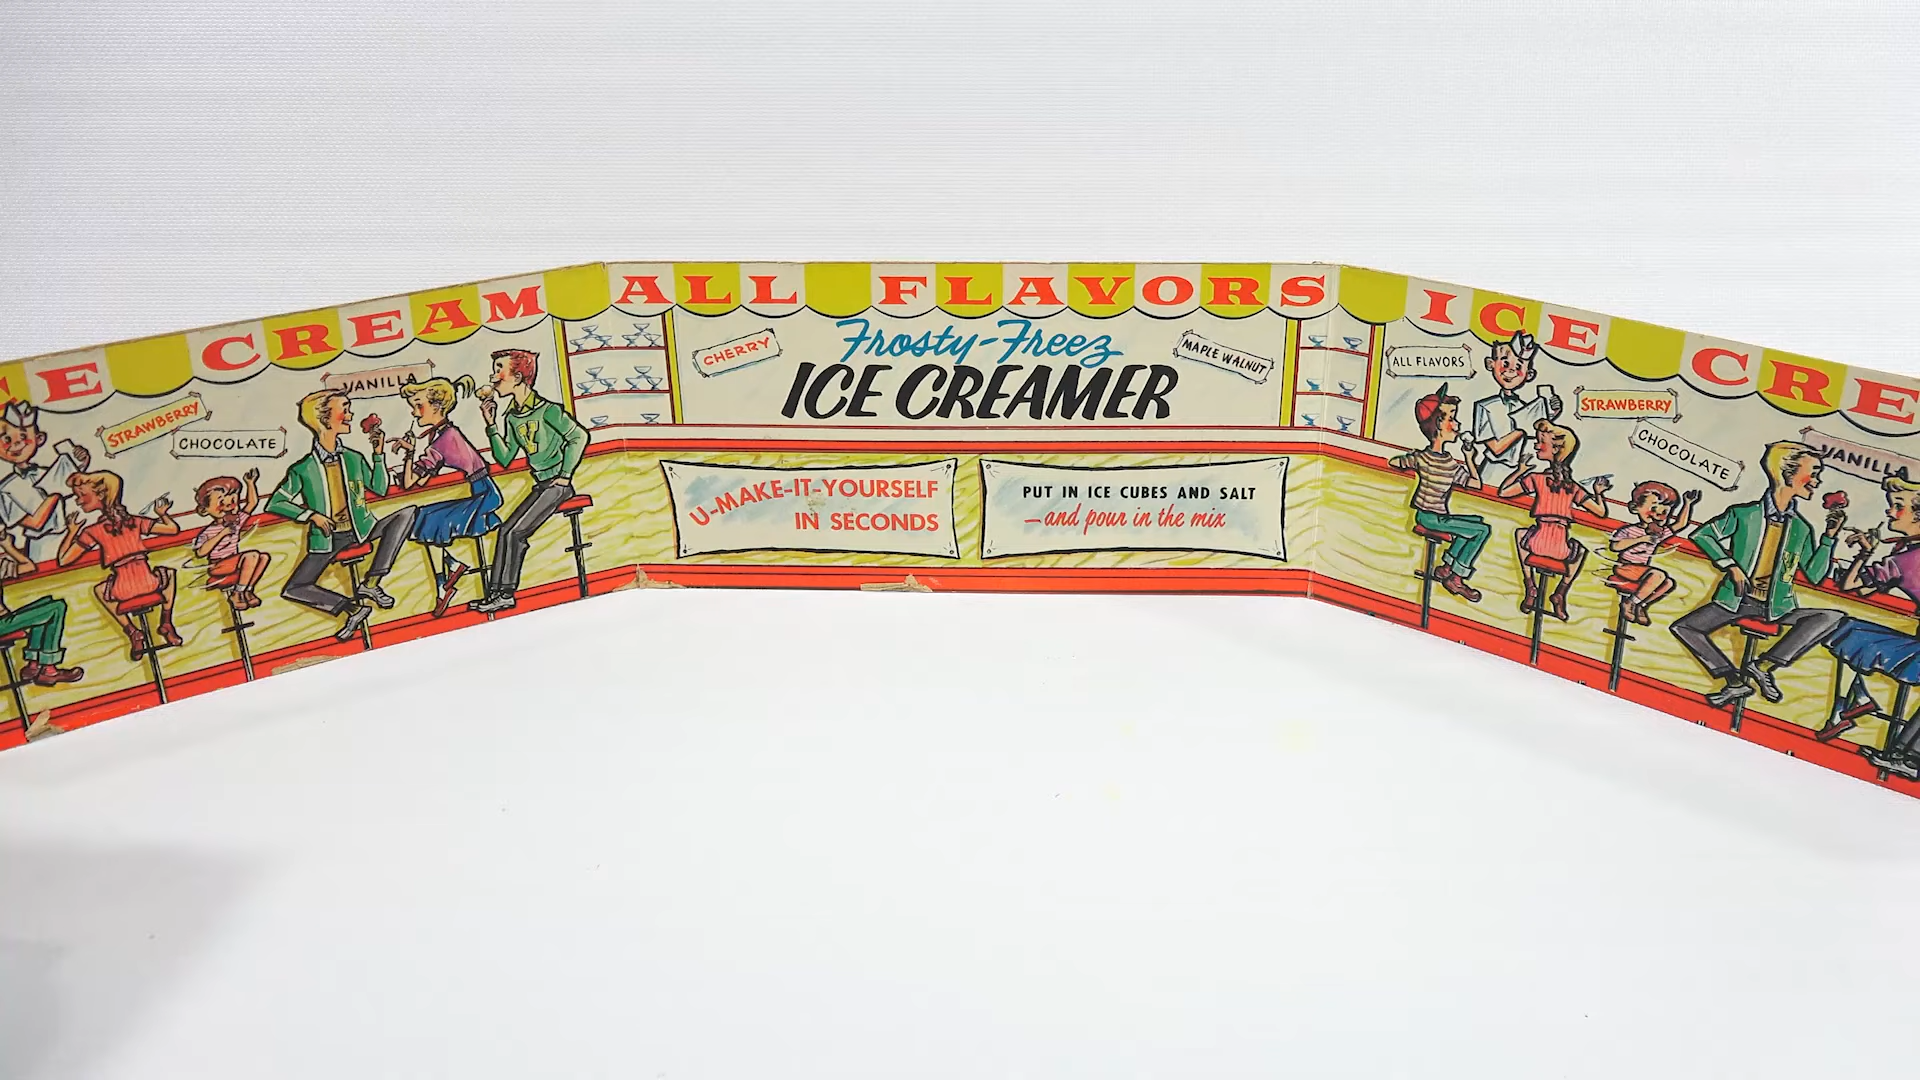 CE CREAM ALL FLAVORS ICE CRE
STRAWBERRY
CHOCOLATE
VANILLA
CHERRY
Frosty-Freez
ICE CREAMER
MAPLE WALNUT
U-MAKE-IT-YOURSELF
IN SECONDS
PUT IN ICE CUBES AND SALT
—and pour in the mix
ALL FLAVORS
STRAWBERRY
CHOCOLATE
VANILLA